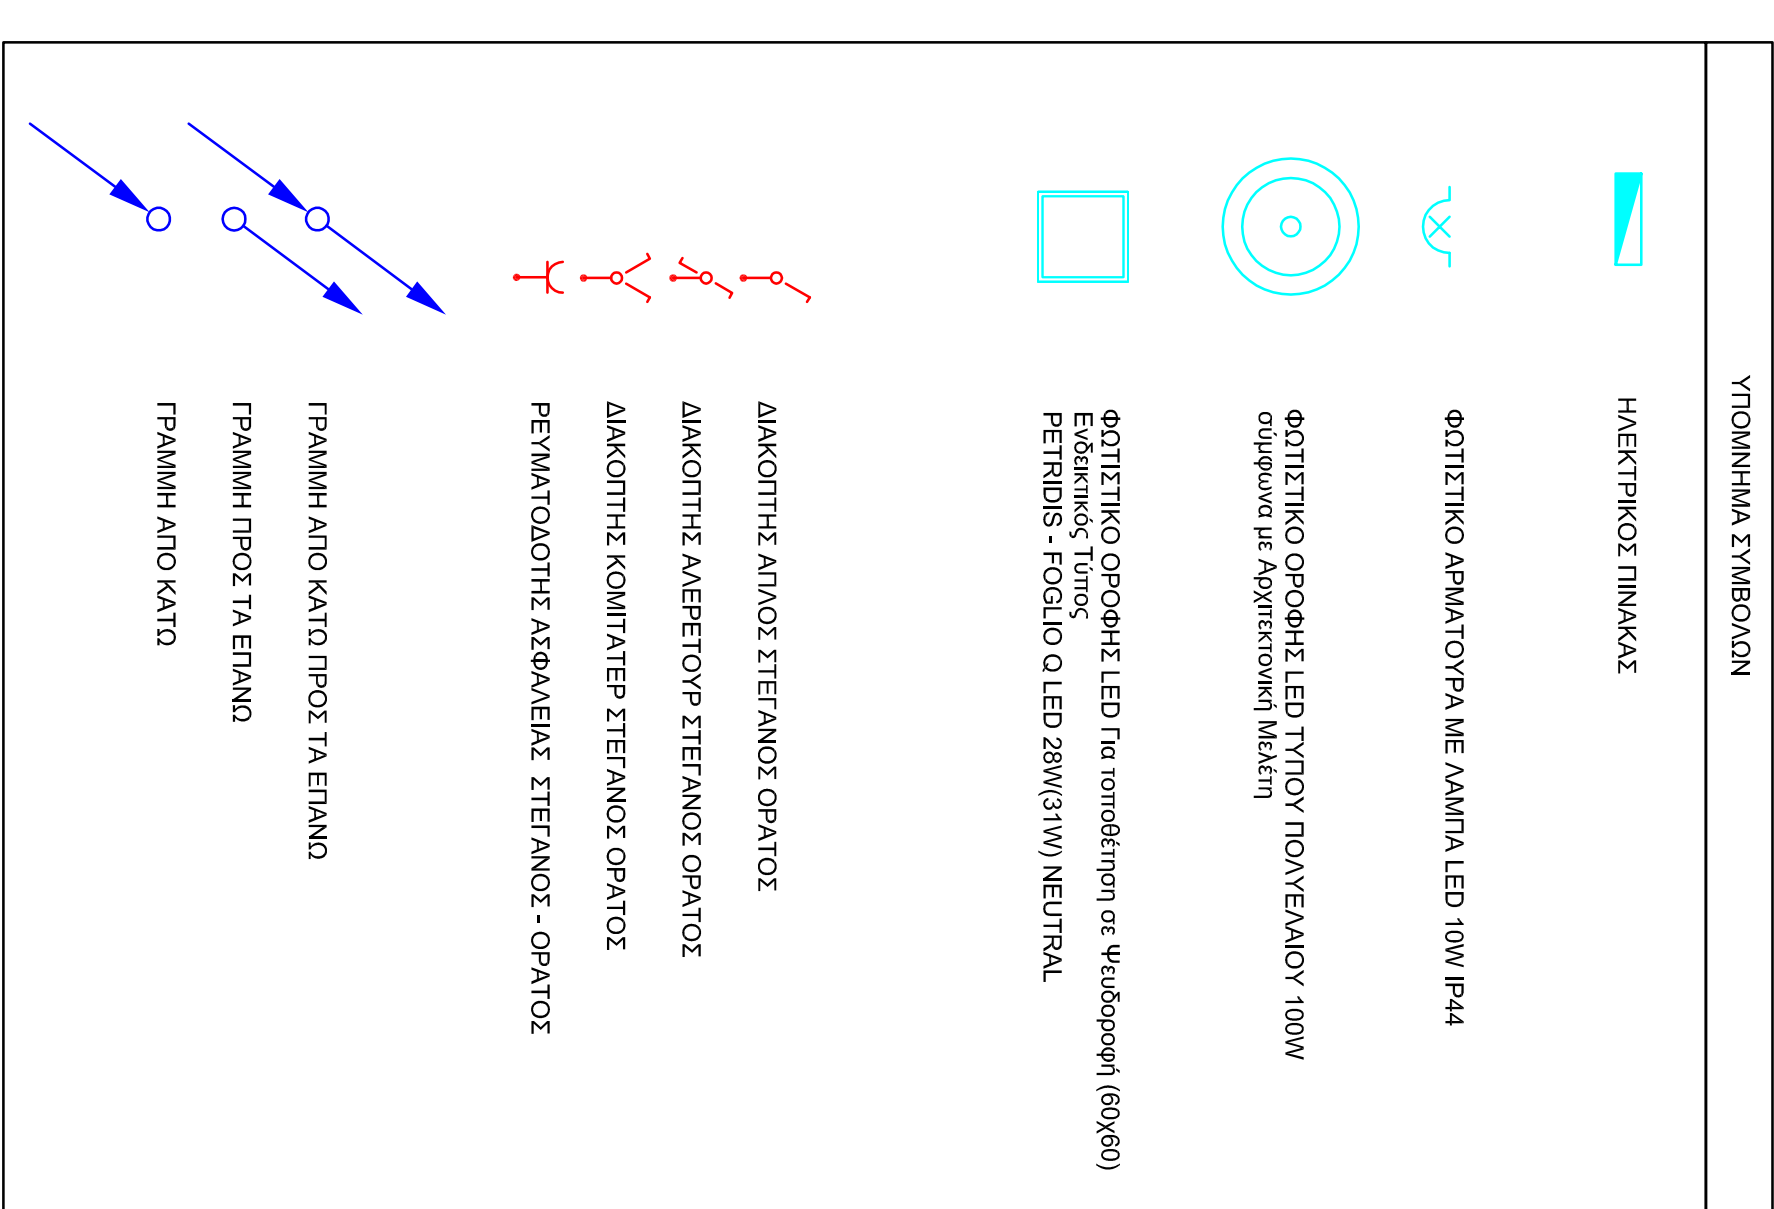 ΥΠΟΜΝΗΜΑ ΣΥΜΒΟΛΩΝ
ΗΛΕΚΤΡΙΚΟΣ ΠΙΝΑΚΑΣ
ΦΩΤΙΣΤΙΚΟ ΑΡΜΑΤΟΥΡΑ ΜΕ ΛΑΜΠΑ LED 10W IP44
ΦΩΤΙΣΤΙΚΟ ΟΡΟΦΗΣ LED ΤΥΠΟΥ ΠΟΛΥΕΛΑΙΟΥ 100W
σύμφωνα με Αρχιτεκτονική Μελέτη
ΦΩΤΙΣΤΙΚΟ ΟΡΟΦΗΣ LED Για τοποθέτηση σε Ψευδοροφή (60χ60)
Ενδεικτικός Τύπος
PETRIDIS - FOGLIO Q LED 28W(31W) NEUTRAL
ΔΙΑΚΟΠΤΗΣ ΑΠΛΟΣ ΣΤΕΓΑΝΟΣ ΟΡΑΤΟΣ
ΔΙΑΚΟΠΤΗΣ ΑΛΕΡΕΤΟΥΡ ΣΤΕΓΑΝΟΣ ΟΡΑΤΟΣ
ΔΙΑΚΟΠΤΗΣ ΚΟΜΙΤΑΤΕΡ ΣΤΕΓΑΝΟΣ ΟΡΑΤΟΣ
ΡΕΥΜΑΤΟΔΟΤΗΣ ΑΣΦΑΛΕΙΑΣ ΣΤΕΓΑΝΟΣ - ΟΡΑΤΟΣ
ΓΡΑΜΜΗ ΑΠΟ ΚΑΤΩ ΠΡΟΣ ΤΑ ΕΠΑΝΩ
ΓΡΑΜΜΗ ΠΡΟΣ ΤΑ ΕΠΑΝΩ
ΓΡΑΜΜΗ ΑΠΟ ΚΑΤΩ